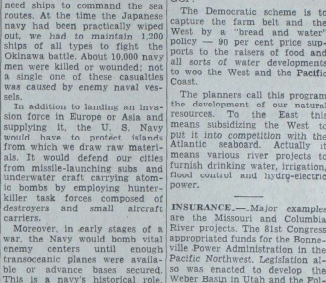 need ships to command the sea
routes. At the time the Japanese
navy had been practically wiped
out, we had to maintain 1,200
ships of all types to fight the
Okinawa battle. About 10,000 navy
men were killed or wounded; not
a single one of these casualties
was caused by enemy naval ves-
sels.
In addition to landing an inva-
sion force in Europe or Asia and
supplying it, the U. S. Navy
would have to protect islands
from which we draw raw materi-
als. It would defend our cities
from missile-launching subs and
underwater craft carrying atom-
ic bombs by employing hunter-
killer task forces composed of
destroyers and small aircraft
carriers.
Moreover, in early stages of a
war, the Navy would bomb vital
enemy centers until enough
transoceanic planes were availa-
ble or advance bases secured.
This is a navy's historical role.
The Democratic scheme is to
capture the farm belt and the
West by a "bread and water"
policy — 90 per cent price sup-
ports to the raisers of food and
all sorts of water developments
to woo the West and the Pacific
Coast.
The planners call this program
the development of our natural
resources. To the East this
means subsidizing the West to
put it into competition with the
Atlantic seaboard. Actually it
means various river projects to
furnish drinking water, irrigation,
flood control and hydro-electric
power.
INSURANCE.—Major examples
are the Missouri and Columbia
River projects. The 81st Congress
appropriated funds for the Bonne-
ville Power Administration in the
Pacific Northwest. Legislation al-
so was enacted to develop the
Weber Basin in Utah and the